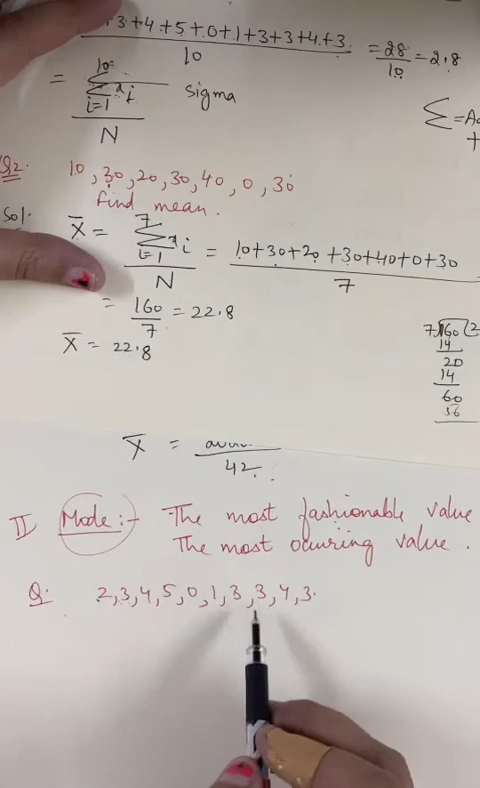 3+4+5+0+1+3+3+4+3 = 28 = 2.8
10 10
= 10
Σ xi sigma
i=1
N
Σ =
+
Q2. 10, 30, 20, 30, 40, 0, 30
find mean.
Sol.
7
X̄ = Σ xi = 10+30+20+30+40+0+30
i=1
N 7
= 160 = 22.8
7
X̄ = 22.8
7 160 2
14
20
14
60
56
X̄ =
42
II Mode:- The most fashionable value
The most occuring value.
Q. 2,3,4,5,0,1,3,3,4,3.